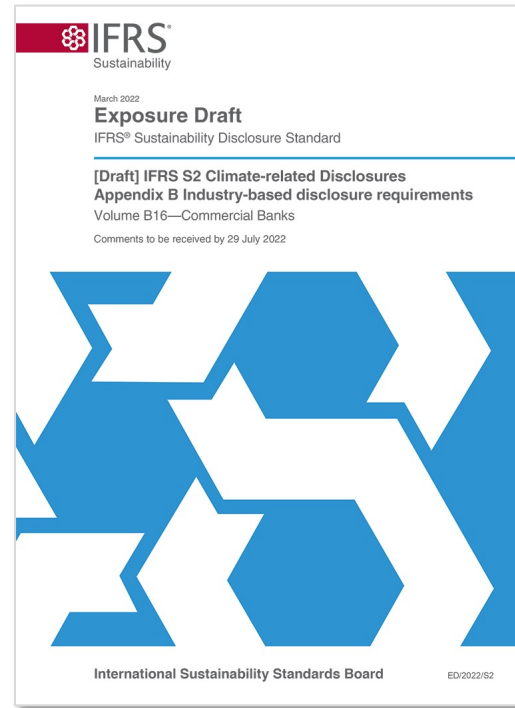 IFRS®
Sustainability
March 2022
Exposure Draft
IFRS® Sustainability Disclosure Standard
[Draft] IFRS S2 Climate-related Disclosures
Appendix B Industry-based disclosure requirements
Volume B16—Commercial Banks
Comments to be received by 29 July 2022
International Sustainability Standards Board
ED/2022/S2